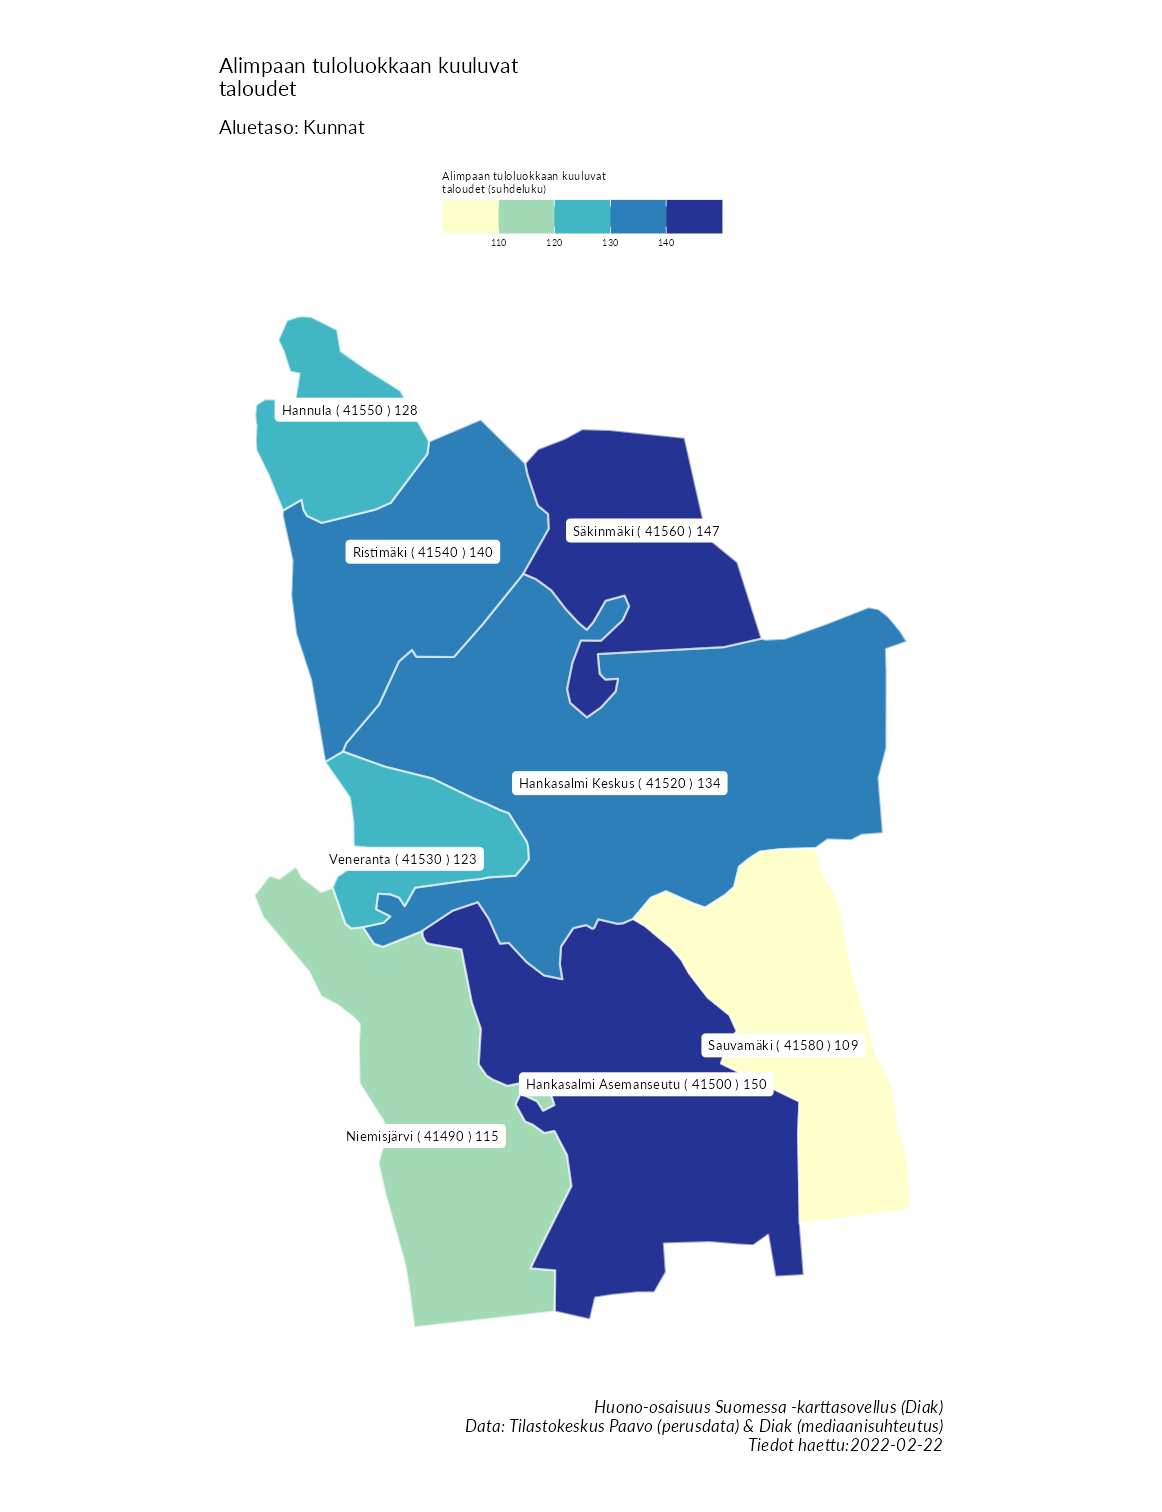 Alimpaan tuloluokkaan kuuluvat
taloudet
Aluetaso: Kunnat
Alimpaan tuloluokkaan kuuluvat
taloudet (suhdeluku)
110 120 130 140
Hannula ( 41550 ) 128
Säkinmäki ( 41560 ) 147
Ristimäki ( 41540 ) 140
Hankasalmi Keskus ( 41520 ) 134
Veneranta ( 41530 ) 123
Sauvamäki ( 41580 ) 109
Hankasalmi Asemanseutu ( 41500 ) 150
Niemisjärvi ( 41490 ) 115
Huono-osaisuus Suomessa -karttasovellus (Diak)
Data: Tilastokeskus Paavo (perusdata) & Diak (mediaanisuhteutus)
Tiedot haettu:2022-02-22